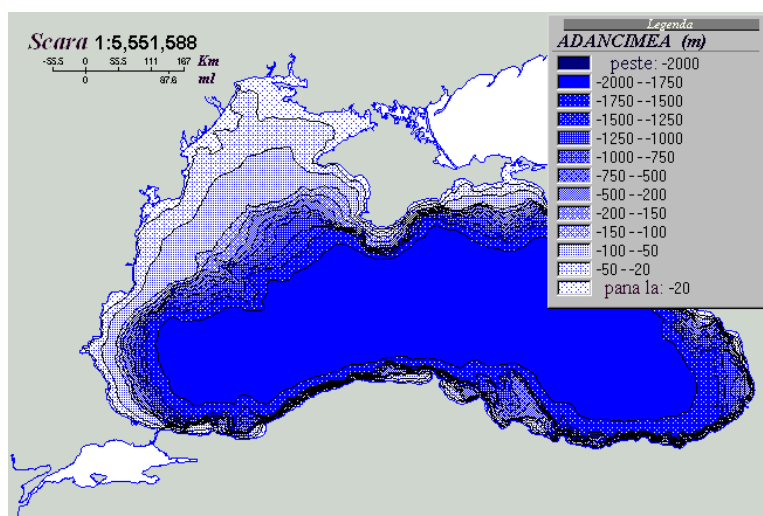 Scara 1:5,551,588
-55.5 0 55.5 111 167 Km
0 87.6 ml
Legenda
ADANCIMEA (m)
peste: -2000
-2000 --1750
-1750 --1500
-1500 --1250
-1250 --1000
-1000 --750
-750 --500
-500 --200
-200 --150
-150 --100
-100 --50
-50 --20
pana la: -20